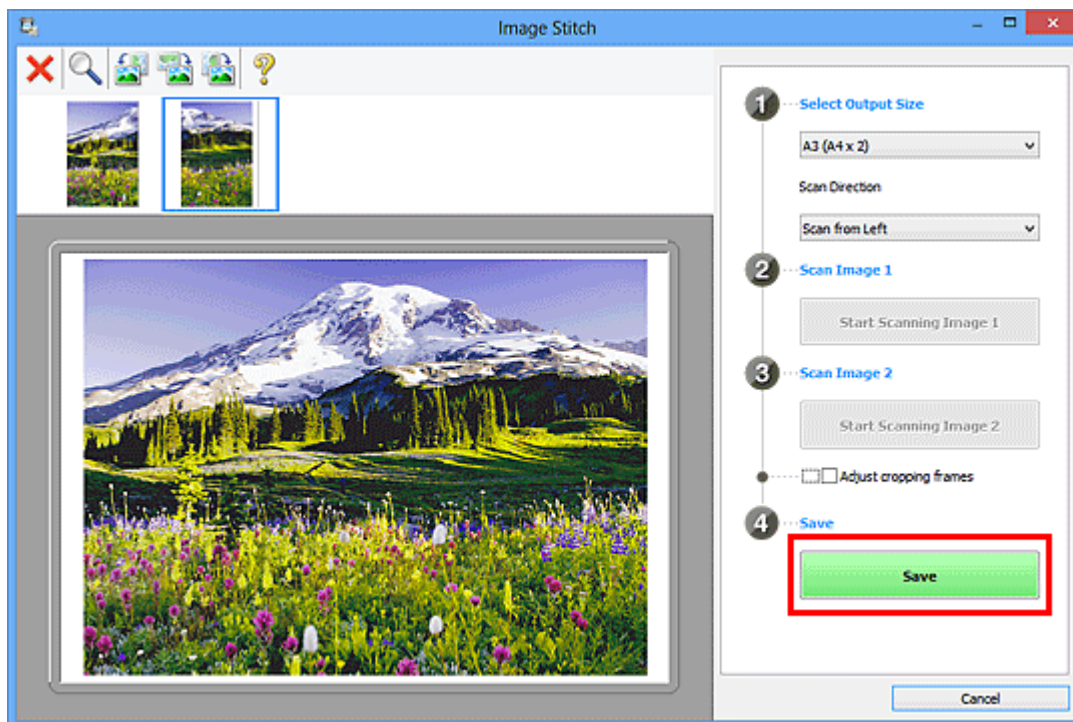 Image Stitch
1
Select Output Size
A3 (A4 x 2)
Scan Direction
Scan from Left
2
Scan Image 1
Start Scanning Image 1
3
Scan Image 2
Start Scanning Image 2
Adjust cropping frames
4
Save
Save
Cancel